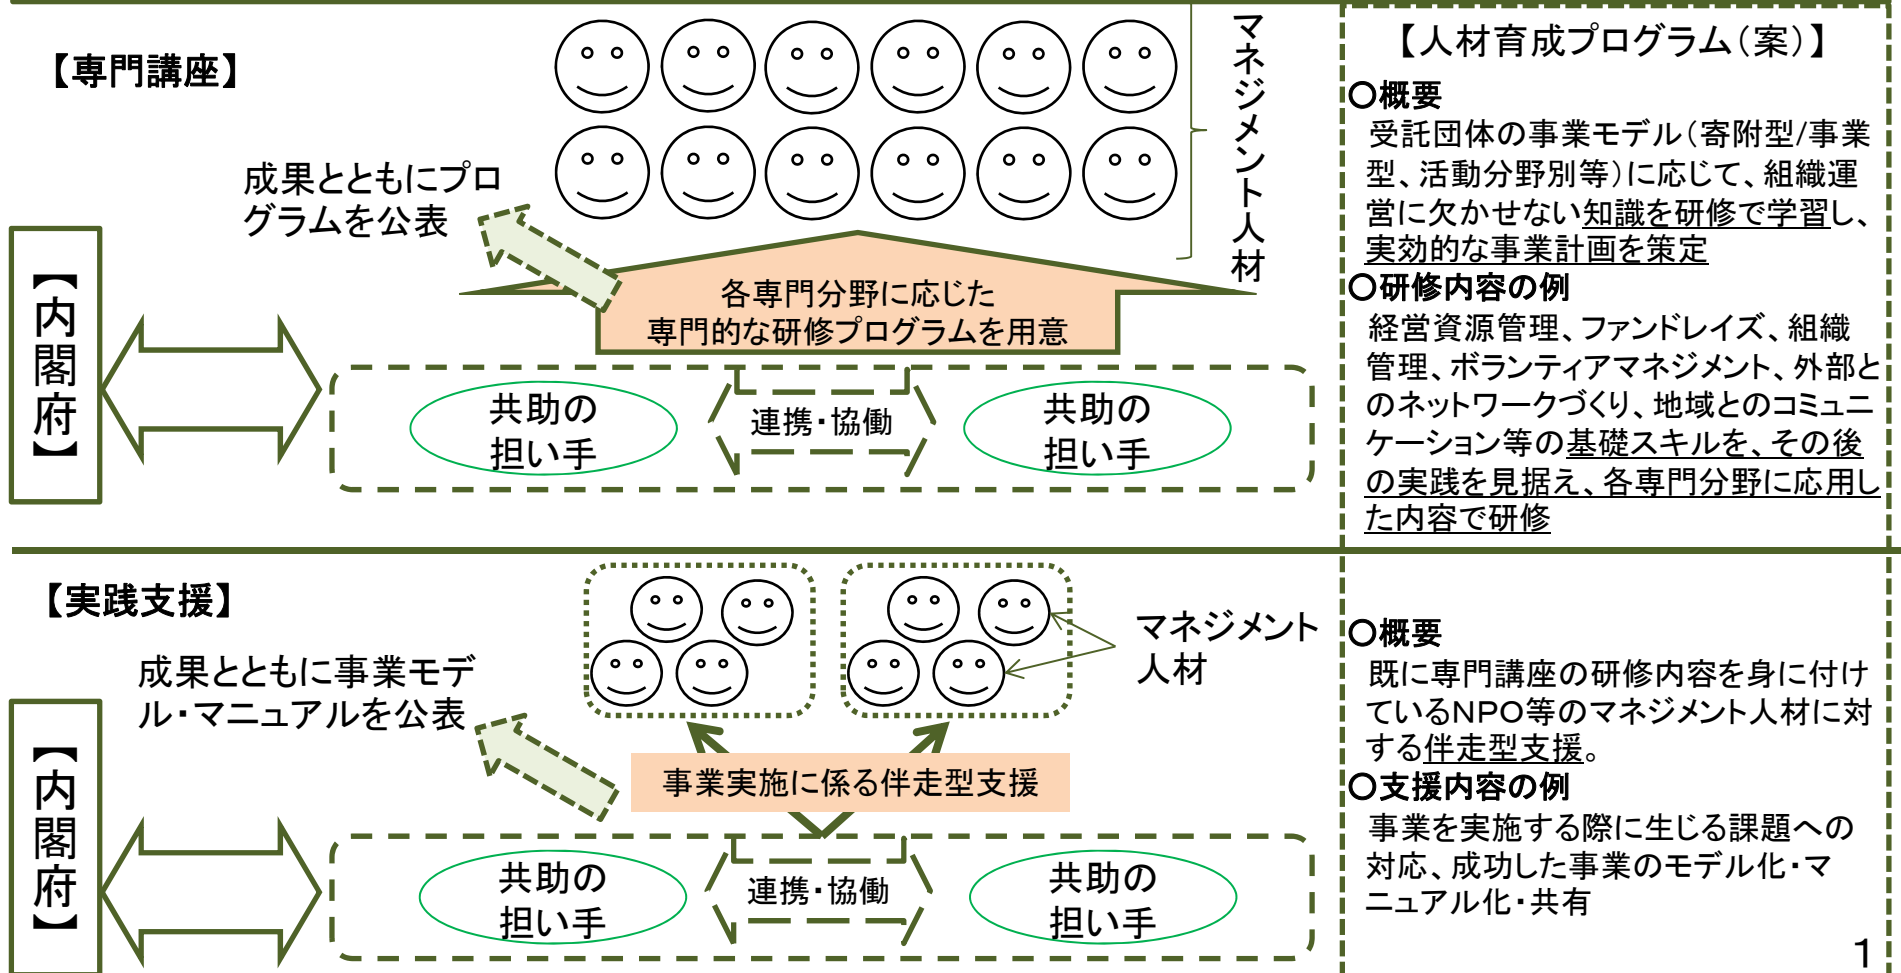 【専門講座】
マネジメント人材
成果とともにプロ
グラムを公表
【内閣府】
各専門分野に応じた
専門的な研修プログラムを用意
共助の
担い手
連携・協働
共助の
担い手
【人材育成プログラム（案）】
○概要
受託団体の事業モデル（寄附型/事業
型、活動分野別等）に応じて、組織運
営に欠かせない知識を研修で学習し、
実効的な事業計画を策定
○研修内容の例
経営資源管理、ファンドレイズ、組織
管理、ボランティアマネジメント、外部と
のネットワークづくり、地域とのコミュニ
ケーション等の基礎スキルを、その後
の実践を見据え、各専門分野に応用し
た内容で研修
【実践支援】
マネジメント
人材
成果とともに事業モデ
ル・マニュアルを公表
【内閣府】
事業実施に係る伴走型支援
共助の
担い手
連携・協働
共助の
担い手
○概要
既に専門講座の研修内容を身に付け
ているＮＰＯ等のマネジメント人材に対
する伴走型支援。
○支援内容の例
事業を実施する際に生じる課題への
対応、成功した事業のモデル化・マ
ニュアル化・共有
1